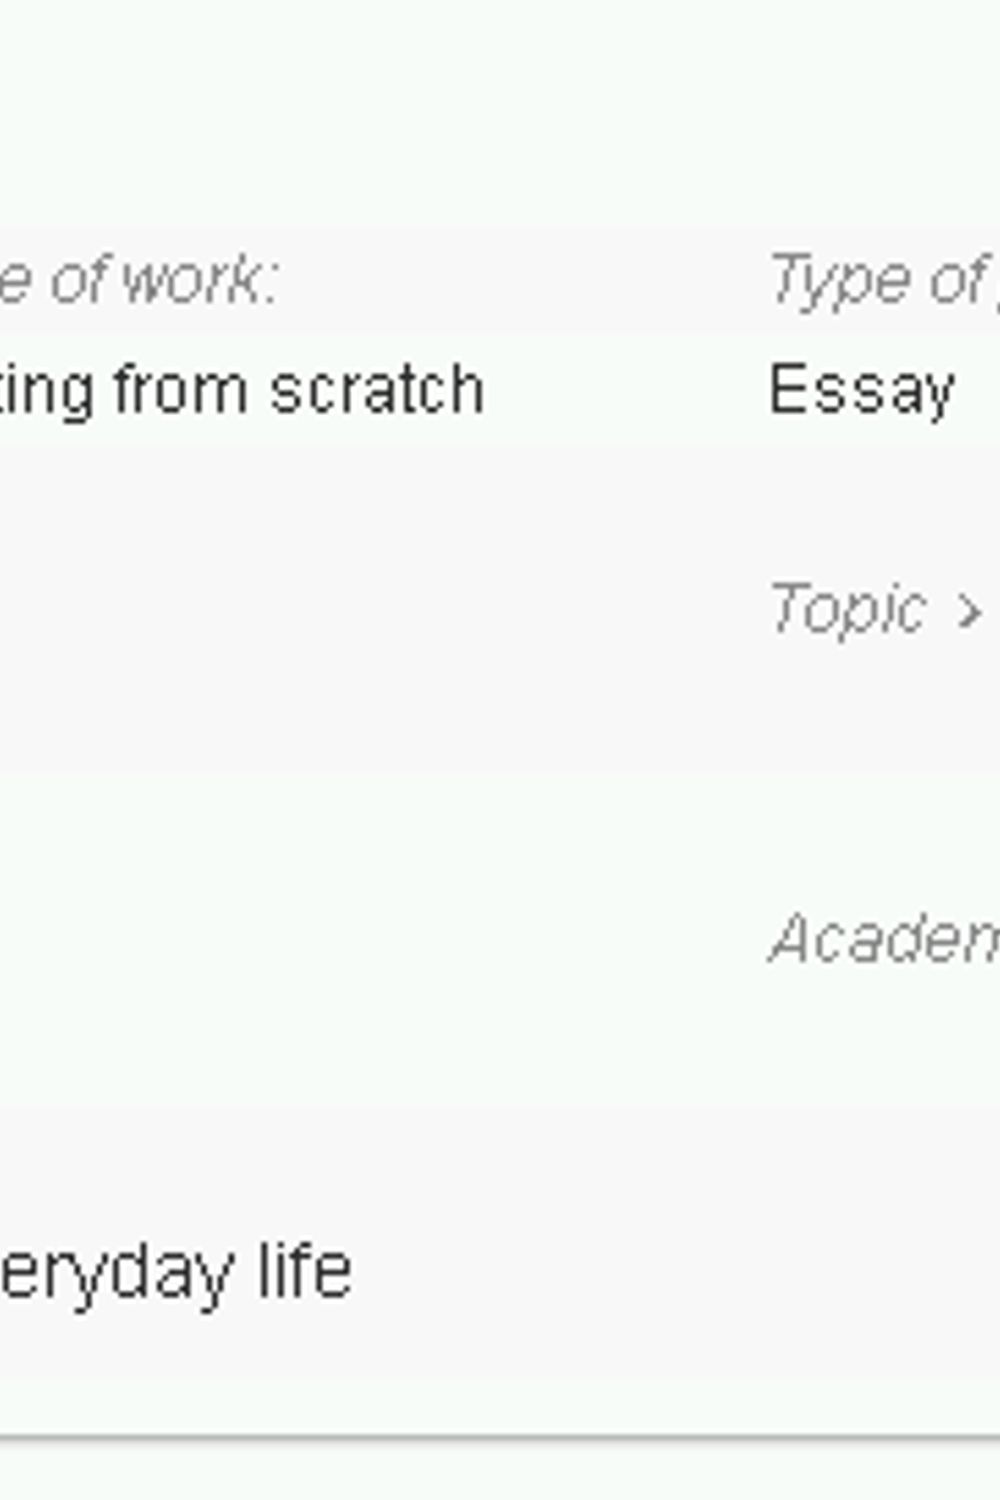 e of work:
Type of
ting from scratch
Essay
Topic >
Academ
eryday life